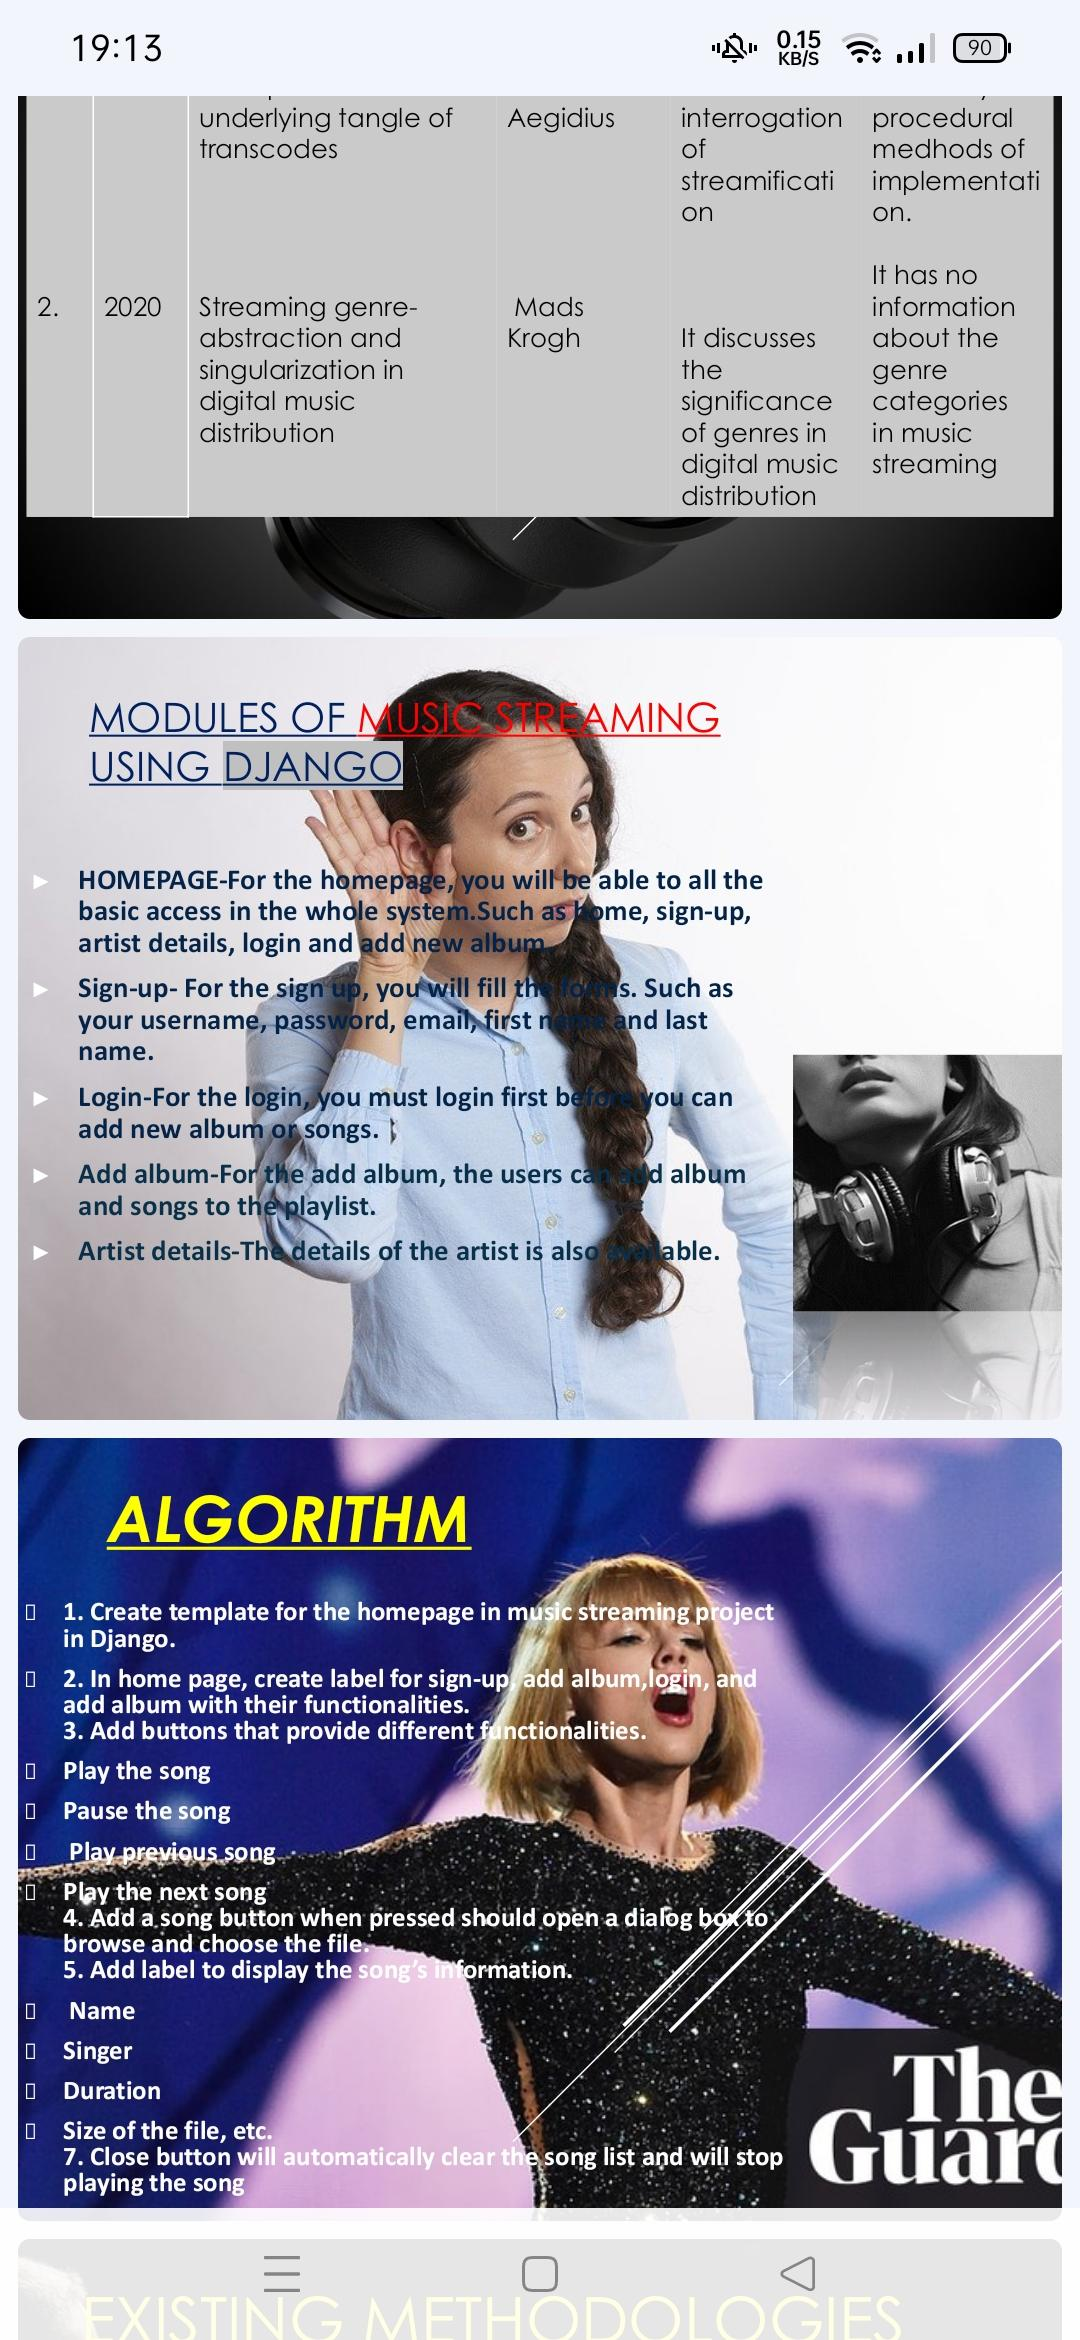 19:13
0.15
KB/S
90
underlying tangle of
transcodes
Aegidius
interrogation
of
streamificati
on
procedural
medhods of
implementati
on.
2.
2020
Streaming genre-
abstraction and
singularization in
digital music
distribution
Mads
Krogh
It discusses
the
significance
of genres in
digital music
distribution
It has no
information
about the
genre
categories
in music
streaming
MODULES OF MUSIC STREAMING
USING DJANGO
► HOMEPAGE-For the homepage, you will be able to all the
basic access in the whole system.Such as home, sign-up,
artist details, login and add new album.
► Sign-up- For the sign up, you will fill the forms. Such as
your username, password, email, first name and last
name.
► Login-For the login, you must login first before you can
add new album or songs.
► Add album-For the add album, the users can add album
and songs to the playlist.
► Artist details-The details of the artist is also available.
ALGORITHM
1. Create template for the homepage in music streaming project
in Django.
2. In home page, create label for sign-up, add album,login, and
add album with their functionalities.
3. Add buttons that provide different functionalities.
Play the song
Pause the song
Play previous song
Play the next song
4. Add a song button when pressed should open a dialog box to
browse and choose the file.
5. Add label to display the song’s information.
Name
Singer
Duration
Size of the file, etc.
7. Close button will automatically clear the song list and will stop
playing the song
The
Guard
EXISTING METHODOLOGIES